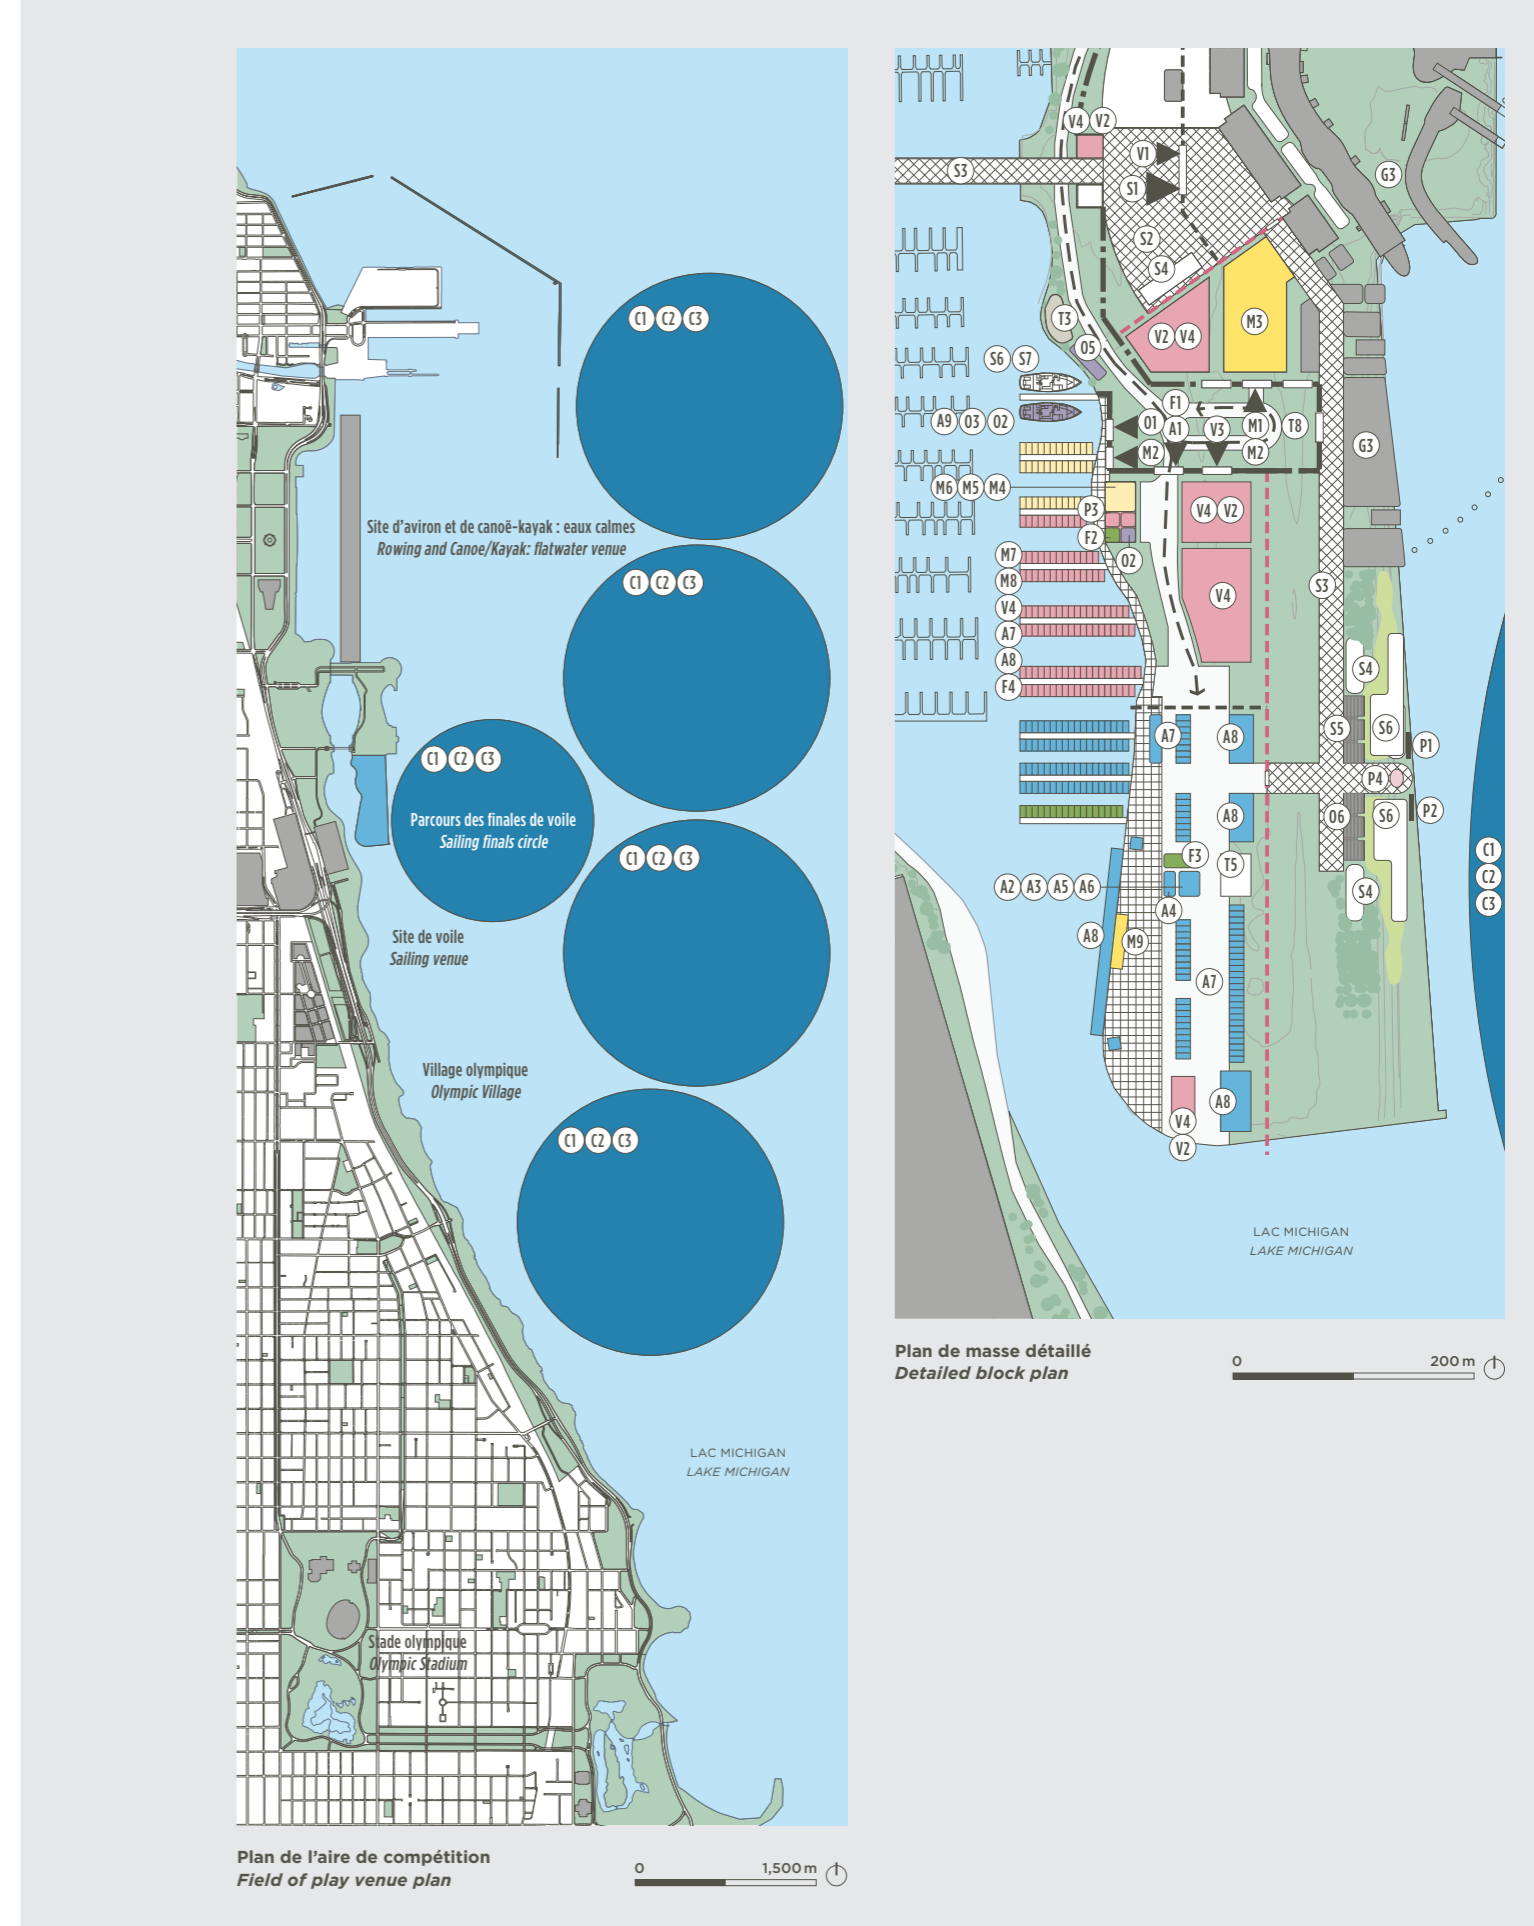 C1 C2 C3
Site d'aviron et de canoë-kayak : eaux calmes
Rowing and Canoe/Kayak: flatwater venue
C1 C2 C3
C1 C2 C3
Parcours des finales de voile
Sailing finals circle
C1 C2 C3
Site de voile
Sailing venue
Village olympique
Olympic Village
C1 C2 C3
LAC MICHIGAN
LAKE MICHIGAN
Stade olympique
Olympic Stadium
Plan de l'aire de compétition
Field of play venue plan
0 1,500 m
V4 V2
V1
S3
S1
G3
S2
S4
T3
M3
V2 V4
O5
S6 S7
F1
A9 O3 O2
O1 A1 V3 M1 T8
G3
M2 M2
M6 M5 M4
P3
V4 V2
F2
O2
M7
M8
S3
V4
V4
A7
A8
S4
F4
S5 S6
A7 A8
P1
P4
A8
O6 S6
P2
F3
T5
C1
C2
C3
A2 A3 A5 A6
S4
A4
A8 M9
A7
A8
V4
V2
LAC MICHIGAN
LAKE MICHIGAN
Plan de masse détaillé
Detailed block plan
0 200 m